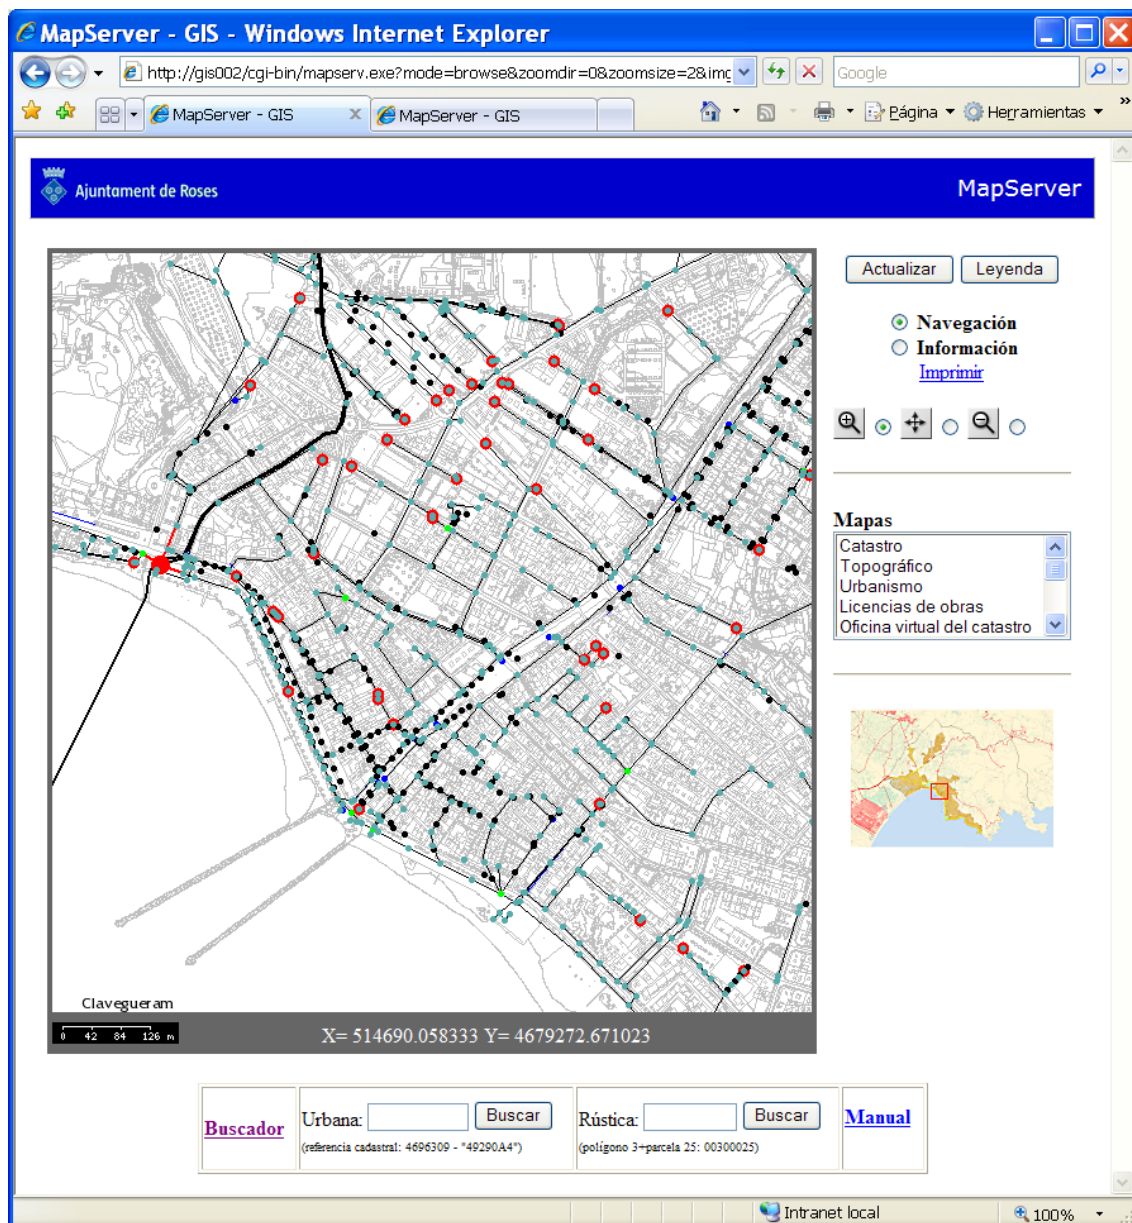 MapServer - GIS - Windows Internet Explorer
http://gis002/cgi-bin/mapserv.exe?mode=browse&zoomdir=0&zoomsize=2&img
Google
MapServer - GIS
MapServer - GIS
Página
Herramientas
»
Ajuntament de Roses
MapServer
Actualizar
Leyenda
Navegación
Información
Imprimir
Mapas
Catastro
Topográfico
Urbanismo
Licencias de obras
Oficina virtual del catastro
Clavegueram
0 42 84 126 m
X= 514690.058333 Y= 4679272.671023
Buscador
Urbana:
Buscar
(referencia cadastral: 4696309 - "49290A4")
Rústica:
Buscar
(polígono 3+parcela 25: 00300025)
Manual
Intranet local
100%